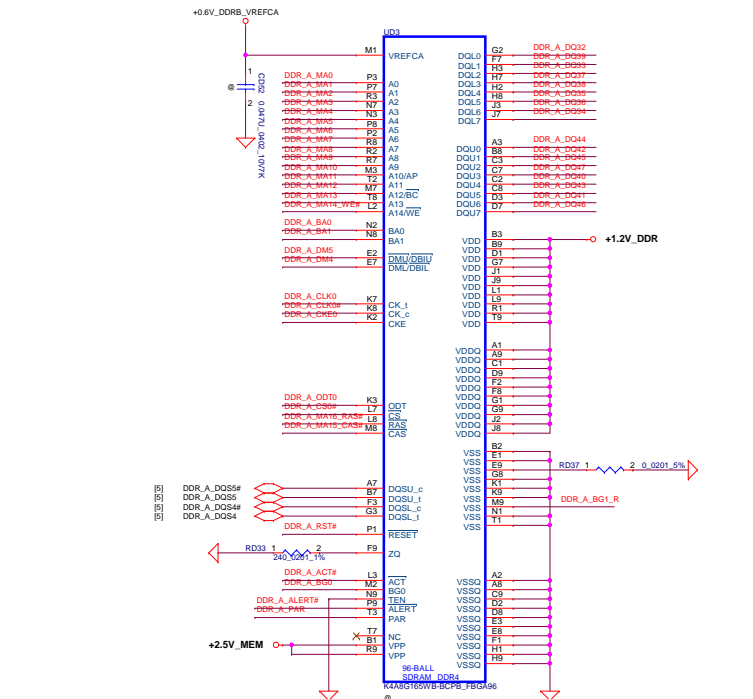 +0.6V_DDRB_VREFCA
UD3
M1 VREFCA
1
@
2
CD52 0.047U_0402_10V7K
DDR_A_MA0 P3 A0
DDR_A_MA1 P7 A1
DDR_A_MA2 R3 A2
DDR_A_MA3 N7 A3
DDR_A_MA4 N3 A4
DDR_A_MA5 P8 A5
DDR_A_MA6 P2 A6
DDR_A_MA7 R8 A7
DDR_A_MA8 R2 A8
DDR_A_MA9 R7 A9
DDR_A_MA10 M3 A10/AP
DDR_A_MA11 T2 A11
DDR_A_MA12 M7 A12/BC
DDR_A_MA13 T8 A13
DDR_A_MA14_WE# L2 A14/WE
DDR_A_BA0 N2 BA0
DDR_A_BA1 N8 BA1
DDR_A_DM5 E2 DMU/DBIU
DDR_A_DM4 E7 DML/DBIL
DDR_A_CLK0 K7 CK_t
DDR_A_CLK0# K8 CK_c
DDR_A_CKE0 K2 CKE
DDR_A_ODT0 K3 ODT
DDR_A_CS0# L7 CS
DDR_A_MA16_RAS# L8 RAS
DDR_A_MA15_CAS# M8 CAS
[5] DDR_A_DQS5# A7 DQSU_c
[5] DDR_A_DQS5 B7 DQSU_t
[5] DDR_A_DQS4# F3 DQSL_c
[5] DDR_A_DQS4 G3 DQSL_t
DDR_A_RST# P1 RESET
RD33 1 2 F9 ZQ
240_0201_1%
DDR_A_ACT# L3 ACT
DDR_A_BG0 M2 BG0
N9 TEN
DDR_A_ALERT# P9 ALERT
DDR_A_PAR T3 PAR
T7 NC
+2.5V_MEM B1 VPP
R9 VPP
DQL0 G2 DDR_A_DQ32
DQL1 F7 DDR_A_DQ39
DQL2 H3 DDR_A_DQ33
DQL3 H7 DDR_A_DQ37
DQL4 H2 DDR_A_DQ38
DQL5 H8 DDR_A_DQ35
DQL6 J3 DDR_A_DQ36
DQL7 J7 DDR_A_DQ34
DQU0 A3 DDR_A_DQ44
DQU1 B8 DDR_A_DQ42
DQU2 C3 DDR_A_DQ45
DQU3 C7 DDR_A_DQ47
DQU4 C2 DDR_A_DQ40
DQU5 C8 DDR_A_DQ43
DQU6 D3 DDR_A_DQ41
DQU7 D7 DDR_A_DQ46
VDD B3 +1.2V_DDR
VDD B9
VDD D1
VDD G7
VDD J1
VDD J9
VDD L1
VDD L9
VDD R1
VDD T9
VDDQ A1
VDDQ A9
VDDQ C1
VDDQ D9
VDDQ F2
VDDQ F8
VDDQ G1
VDDQ G9
VDDQ J2
VDDQ J8
VSS B2
VSS E1
VSS E9 RD37 1 2 0_0201_5%
VSS G8
VSS K1
VSS K9
VSS M9 DDR_A_BG1_R
VSS N1
VSS T1
VSSQ A2
VSSQ A8
VSSQ C9
VSSQ D2
VSSQ D8
VSSQ E3
VSSQ E8
VSSQ F1
VSSQ H1
VSSQ H9
96-BALL
SDRAM_DDR4
K4A8G165WB-BCPB_FBGA96
@